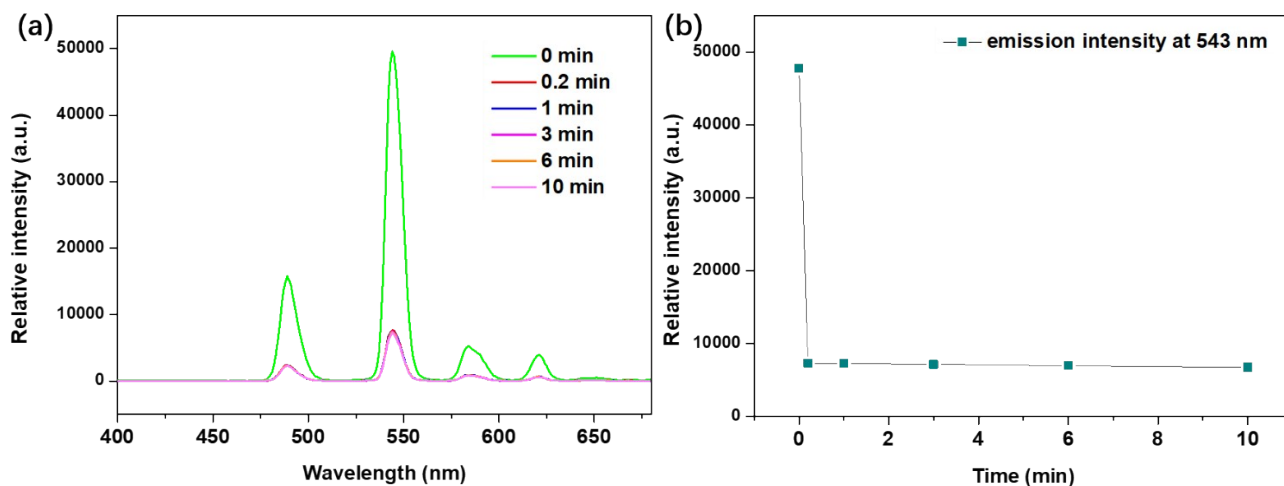 (a)
50000
40000
30000
20000
10000
0
Relative intensity (a.u.)
0 min
0.2 min
1 min
3 min
6 min
10 min
400
450
500
550
600
650
Wavelength (nm)
(b)
50000
40000
30000
20000
10000
0
Relative intensity (a.u.)
emission intensity at 543 nm
0
2
4
6
8
10
Time (min)